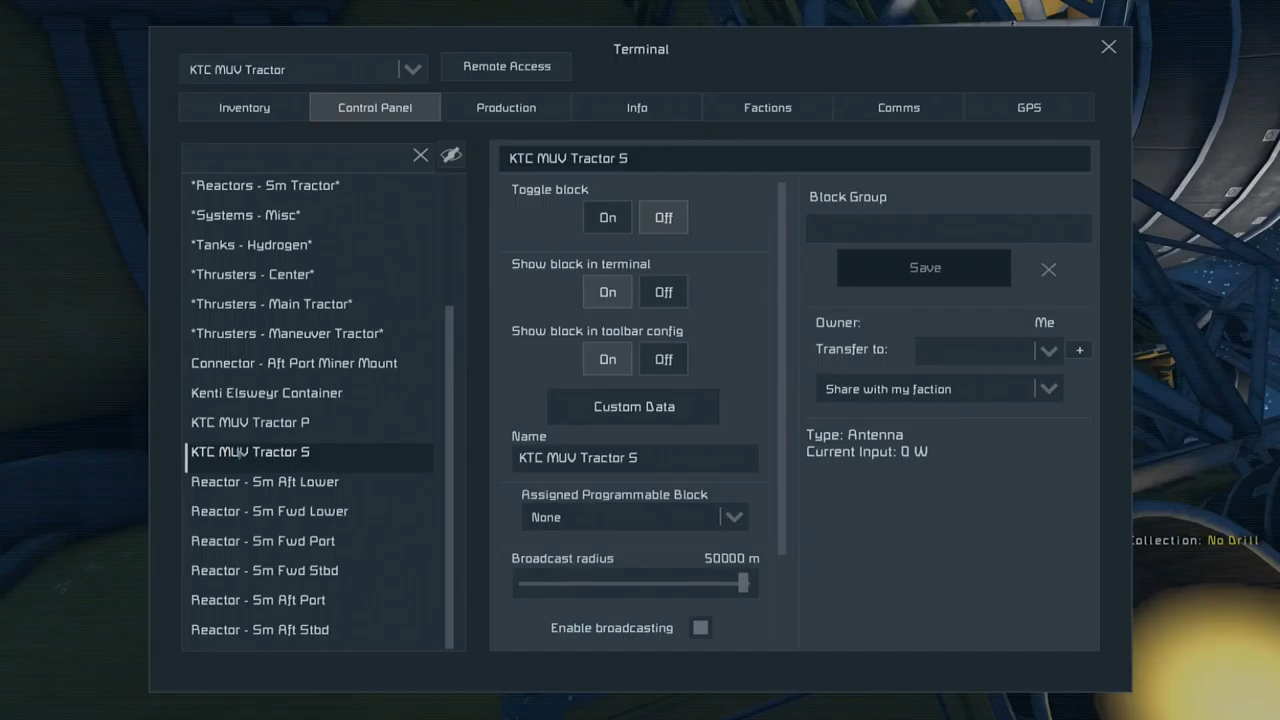 Terminal
KTC MUV Tractor
Remote Access
Inventory
Control Panel
Production
Info
Factions
Comms
GPS
*Reactors - Sm Tractor*
*Systems - Misc*
*Tanks - Hydrogen*
*Thrusters - Center*
*Thrusters - Main Tractor*
*Thrusters - Maneuver Tractor*
Connector - Aft Port Miner Mount
Kenti Elsweyr Container
KTC MUV Tractor P
KTC MUV Tractor S
Reactor - Sm Aft Lower
Reactor - Sm Fwd Lower
Reactor - Sm Fwd Port
Reactor - Sm Fwd Stbd
Reactor - Sm Aft Port
Reactor - Sm Aft Stbd
KTC MUV Tractor S
Toggle block
On
Off
Show block in terminal
On
Off
Show block in toolbar config
On
Off
Custom Data
Name
KTC MUV Tractor S
Assigned Programmable Block
None
Broadcast radius 50000 m
Enable broadcasting
Block Group
Save
Owner: Me
Transfer to:
+
Share with my faction
Type: Antenna
Current Input: 0 W
Collection: No Drill